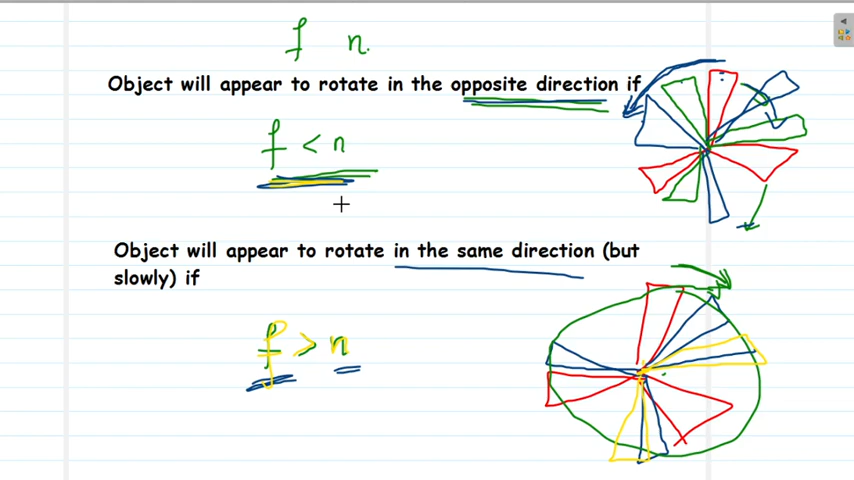 f n.
Object will appear to rotate in the opposite direction if
f < n
Object will appear to rotate in the same direction (but
slowly) if
f > n